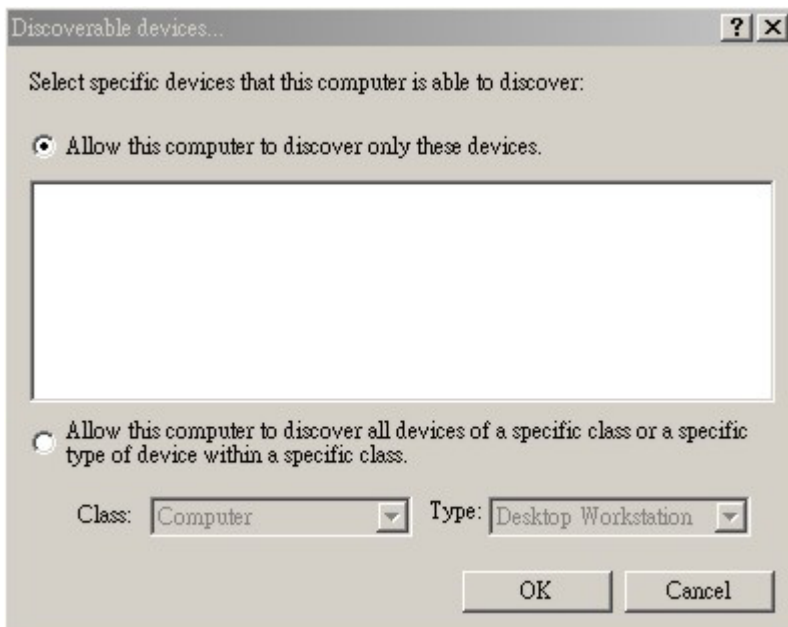 Discoverable devices...
Select specific devices that this computer is able to discover:
Allow this computer to discover only these devices.
Allow this computer to discover all devices of a specific class or a specific
type of device within a specific class.
Class: Computer Type: Desktop Workstation
OK Cancel